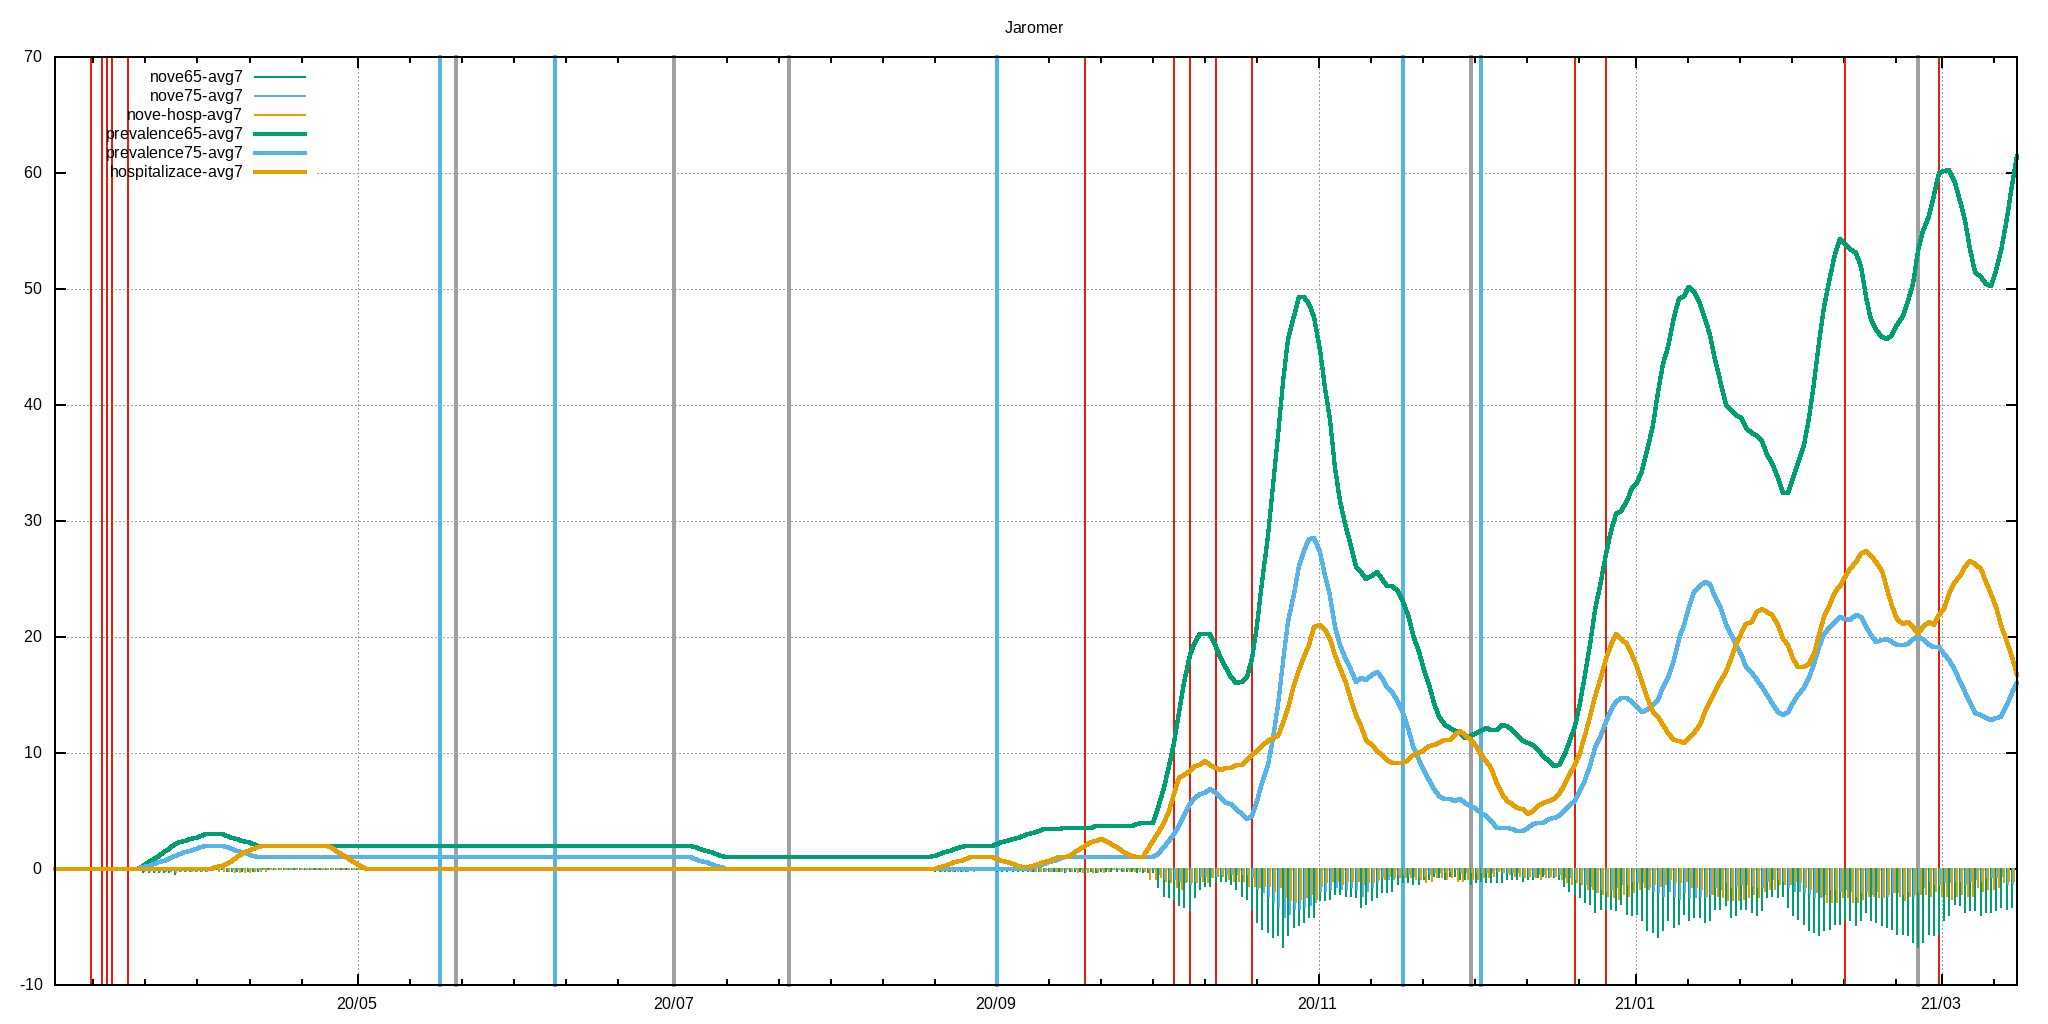 Jaromer
70
60
50
40
30
20
10
0
-10
nove65-avg7
nove75-avg7
nove-hosp-avg7
prevalence65-avg7
prevalence75-avg7
hospitalizace-avg7
20/05 20/07 20/09 20/11 21/01 21/03